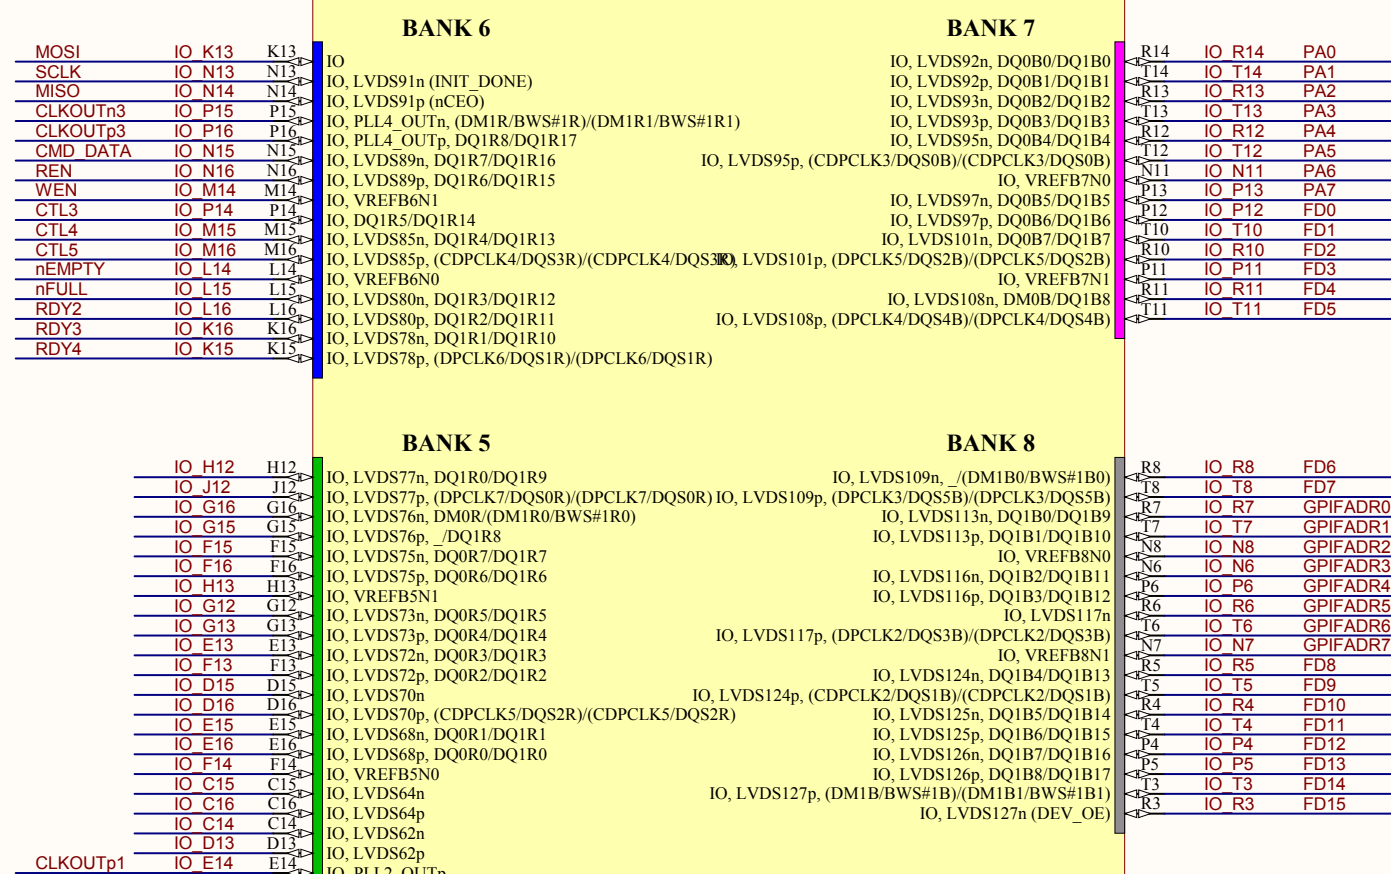 BANK 6
MOSI IO_K13 K13 IO
SCLK IO_N13 N13 IO, LVDS91n (INIT_DONE)
MISO IO_N14 N14 IO, LVDS91p (nCEO)
CLKOUTn3 IO_P15 P15 IO, PLL4_OUTn, (DM1R/BWS#1R)/(DM1R1/BWS#1R1)
CLKOUTp3 IO_P16 P16 IO, PLL4_OUTp, DQ1R8/DQ1R17
CMD_DATA IO_N15 N15 IO, LVDS89n, DQ1R7/DQ1R16
REN IO_N16 N16 IO, LVDS89p, DQ1R6/DQ1R15
WEN IO_M14 M14 IO, VREFB6N1
CTL3 IO_P14 P14 IO, DQ1R5/DQ1R14
CTL4 IO_M15 M15 IO, LVDS85n, DQ1R4/DQ1R13
CTL5 IO_M16 M16 IO, LVDS85p, (CDPCLK4/DQS3R)/(CDPCLK4/DQS3R)
nEMPTY IO_L14 L14 IO, VREFB6N0
nFULL IO_L15 L15 IO, LVDS80n, DQ1R3/DQ1R12
RDY2 IO_L16 L16 IO, LVDS80p, DQ1R2/DQ1R11
RDY3 IO_K16 K16 IO, LVDS78n, DQ1R1/DQ1R10
RDY4 IO_K15 K15 IO, LVDS78p, (DPCLK6/DQS1R)/(DPCLK6/DQS1R)
BANK 7
IO, LVDS92n, DQ0B0/DQ1B0 R14 IO_R14 PA0
IO, LVDS92p, DQ0B1/DQ1B1 T14 IO_T14 PA1
IO, LVDS93n, DQ0B2/DQ1B2 R13 IO_R13 PA2
IO, LVDS93p, DQ0B3/DQ1B3 T13 IO_T13 PA3
IO, LVDS95n, DQ0B4/DQ1B4 R12 IO_R12 PA4
IO, LVDS95p, (CDPCLK3/DQS0B)/(CDPCLK3/DQS0B) T12 IO_T12 PA5
IO, VREFB7N0 N11 IO_N11 PA6
IO, LVDS97n, DQ0B5/DQ1B5 P13 IO_P13 PA7
IO, LVDS97p, DQ0B6/DQ1B6 P12 IO_P12 FD0
IO, LVDS101n, DQ0B7/DQ1B7 T10 IO_T10 FD1
IO, LVDS101p, (DPCLK5/DQS2B)/(DPCLK5/DQS2B) R10 IO_R10 FD2
IO, VREFB7N1 P11 IO_P11 FD3
IO, LVDS108n, DM0B/DQ1B8 R11 IO_R11 FD4
IO, LVDS108p, (DPCLK4/DQS4B)/(DPCLK4/DQS4B) T11 IO_T11 FD5
BANK 5
IO_H12 H12 IO, LVDS77n, DQ1R0/DQ1R9
IO_J12 J12 IO, LVDS77p, (DPCLK7/DQS0R)/(DPCLK7/DQS0R)
IO_G16 G16 IO, LVDS76n, DM0R/(DM1R0/BWS#1R0)
IO_G15 G15 IO, LVDS76p, _/DQ1R8
IO_F15 F15 IO, LVDS75n, DQ0R7/DQ1R7
IO_F16 F16 IO, LVDS75p, DQ0R6/DQ1R6
IO_H13 H13 IO, VREFB5N1
IO_G12 G12 IO, LVDS73n, DQ0R5/DQ1R5
IO_G13 G13 IO, LVDS73p, DQ0R4/DQ1R4
IO_E13 E13 IO, LVDS72n, DQ0R3/DQ1R3
IO_F13 F13 IO, LVDS72p, DQ0R2/DQ1R2
IO_D15 D15 IO, LVDS70n
IO_D16 D16 IO, LVDS70p, (CDPCLK5/DQS2R)/(CDPCLK5/DQS2R)
IO_E15 E15 IO, LVDS68n, DQ0R1/DQ1R1
IO_E16 E16 IO, LVDS68p, DQ0R0/DQ1R0
IO_F14 F14 IO, VREFB5N0
IO_C15 C15 IO, LVDS64n
IO_C16 C16 IO, LVDS64p
IO_C14 C14 IO, LVDS62n
IO_D13 D13 IO, LVDS62p
CLKOUTp1 IO_E14 E14 IO, PLL2_OUTp
BANK 8
IO, LVDS109n, _/(DM1B0/BWS#1B0) R8 IO_R8 FD6
IO, LVDS109p, (DPCLK3/DQS5B)/(DPCLK3/DQS5B) T8 IO_T8 FD7
IO, LVDS113n, DQ1B0/DQ1B9 R7 IO_R7 GPIFADR0
IO, LVDS113p, DQ1B1/DQ1B10 T7 IO_T7 GPIFADR1
IO, VREFB8N0 N8 IO_N8 GPIFADR2
IO, LVDS116n, DQ1B2/DQ1B11 N6 IO_N6 GPIFADR3
IO, LVDS116p, DQ1B3/DQ1B12 P6 IO_P6 GPIFADR4
IO, LVDS117n R6 IO_R6 GPIFADR5
IO, LVDS117p, (DPCLK2/DQS3B)/(DPCLK2/DQS3B) T6 IO_T6 GPIFADR6
IO, VREFB8N1 N7 IO_N7 GPIFADR7
IO, LVDS124n, DQ1B4/DQ1B13 R5 IO_R5 FD8
IO, LVDS124p, (CDPCLK2/DQS1B)/(CDPCLK2/DQS1B) T5 IO_T5 FD9
IO, LVDS125n, DQ1B5/DQ1B14 R4 IO_R4 FD10
IO, LVDS125p, DQ1B6/DQ1B15 T4 IO_T4 FD11
IO, LVDS126n, DQ1B7/DQ1B16 P4 IO_P4 FD12
IO, LVDS126p, DQ1B8/DQ1B17 P5 IO_P5 FD13
IO, LVDS127p, (DM1B/BWS#1B)/(DM1B1/BWS#1B1) T3 IO_T3 FD14
IO, LVDS127n (DEV_OE) R3 IO_R3 FD15